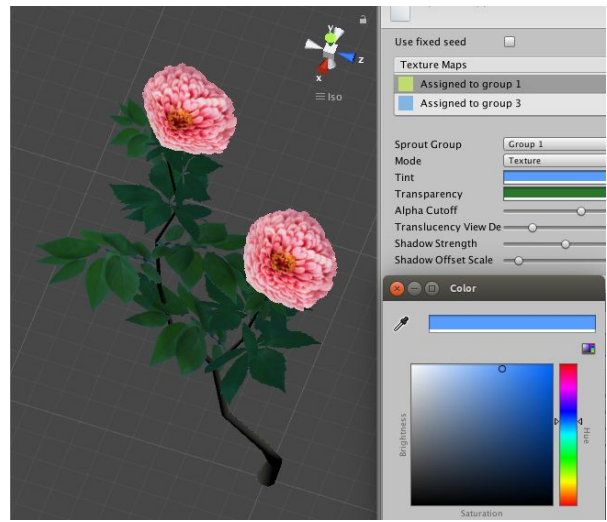 y
z
x
Iso
Use fixed seed
Texture Maps
Assigned to group 1
Assigned to group 3
Sprout Group Group 1
Mode Texture
Tint
Transparency
Alpha Cutoff
Translucency View De
Shadow Strength
Shadow Offset Scale
Color
Brightness
Hue
Saturation